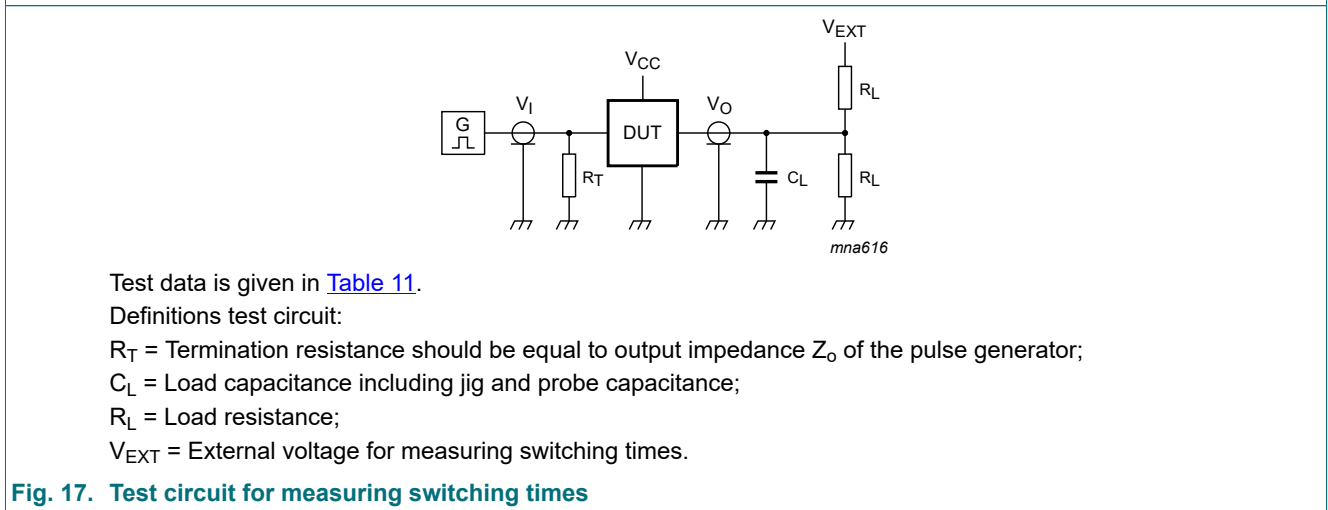 VEXT
VCC
RL
VI
VO
G
DUT
RT
CL
RL
mna616
Test data is given in Table 11.
Definitions test circuit:
RT = Termination resistance should be equal to output impedance Zo of the pulse generator;
CL = Load capacitance including jig and probe capacitance;
RL = Load resistance;
VEXT = External voltage for measuring switching times.
Fig. 17. Test circuit for measuring switching times